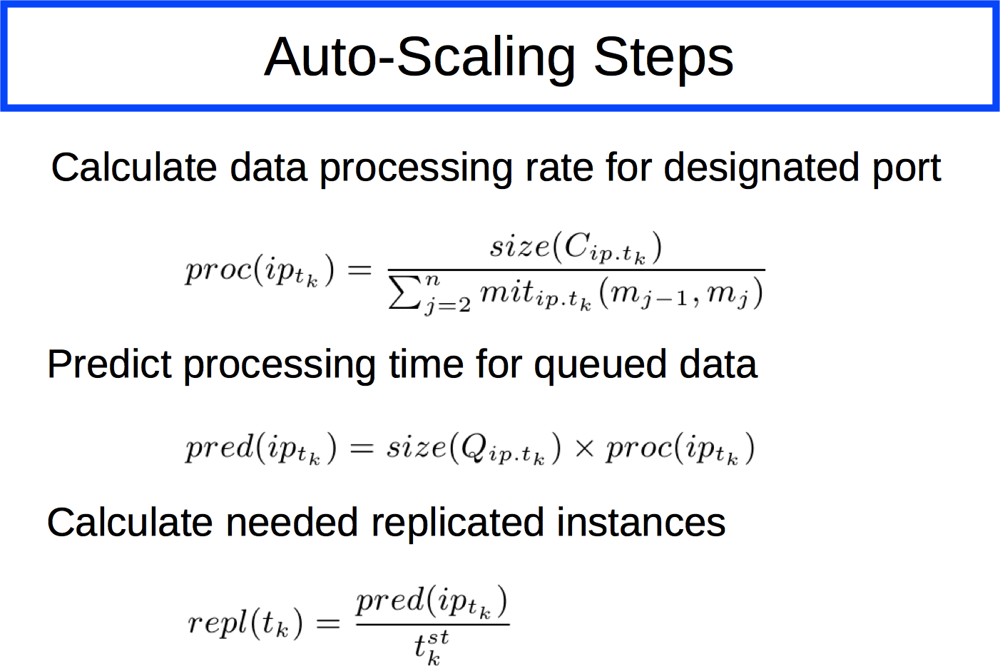 Auto-Scaling Steps
Calculate data processing rate for designated port
$proc(ip_{t_k}) = \frac{size(C_{ip.t_k})}{\sum_{j=2}^{n} mit_{ip.t_k}(m_{j-1}, m_j)}$
Predict processing time for queued data
$pred(ip_{t_k}) = size(Q_{ip.t_k}) \times proc(ip_{t_k})$
Calculate needed replicated instances
$repl(t_k) = \frac{pred(ip_{t_k})}{t_k^{st}}$